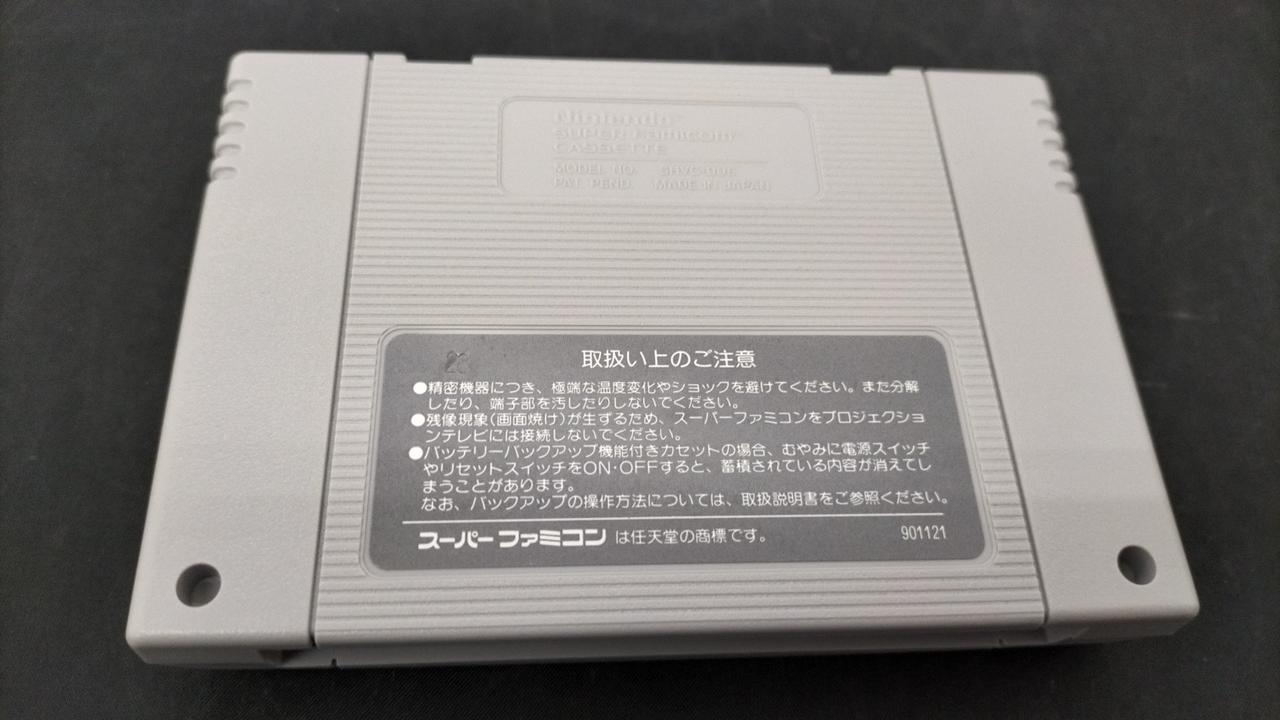 Nintendo
SUPER FAMICOM
CASSETTE
MODEL NO. SHVC-006
PAT. PEND. MADE IN JAPAN
取扱い上のご注意
●精密機器につき、極端な温度変化やショックを避けてください。また分解
したり、端子部を汚したりしないでください。
●残像現象(画面焼け)が生ずるため、スーパーファミコンをプロジェクショ
ンテレビには接続しないでください。
●バッテリーバックアップ機能付きカセットの場合、むやみに電源スイッチ
やリセットスイッチをON·OFFすると、蓄積されている内容が消えてし
まうことがあります。
なお、バックアップの操作方法については、取扱説明書をご参照ください。
スーパーファミコン は任天堂の商標です。 901121